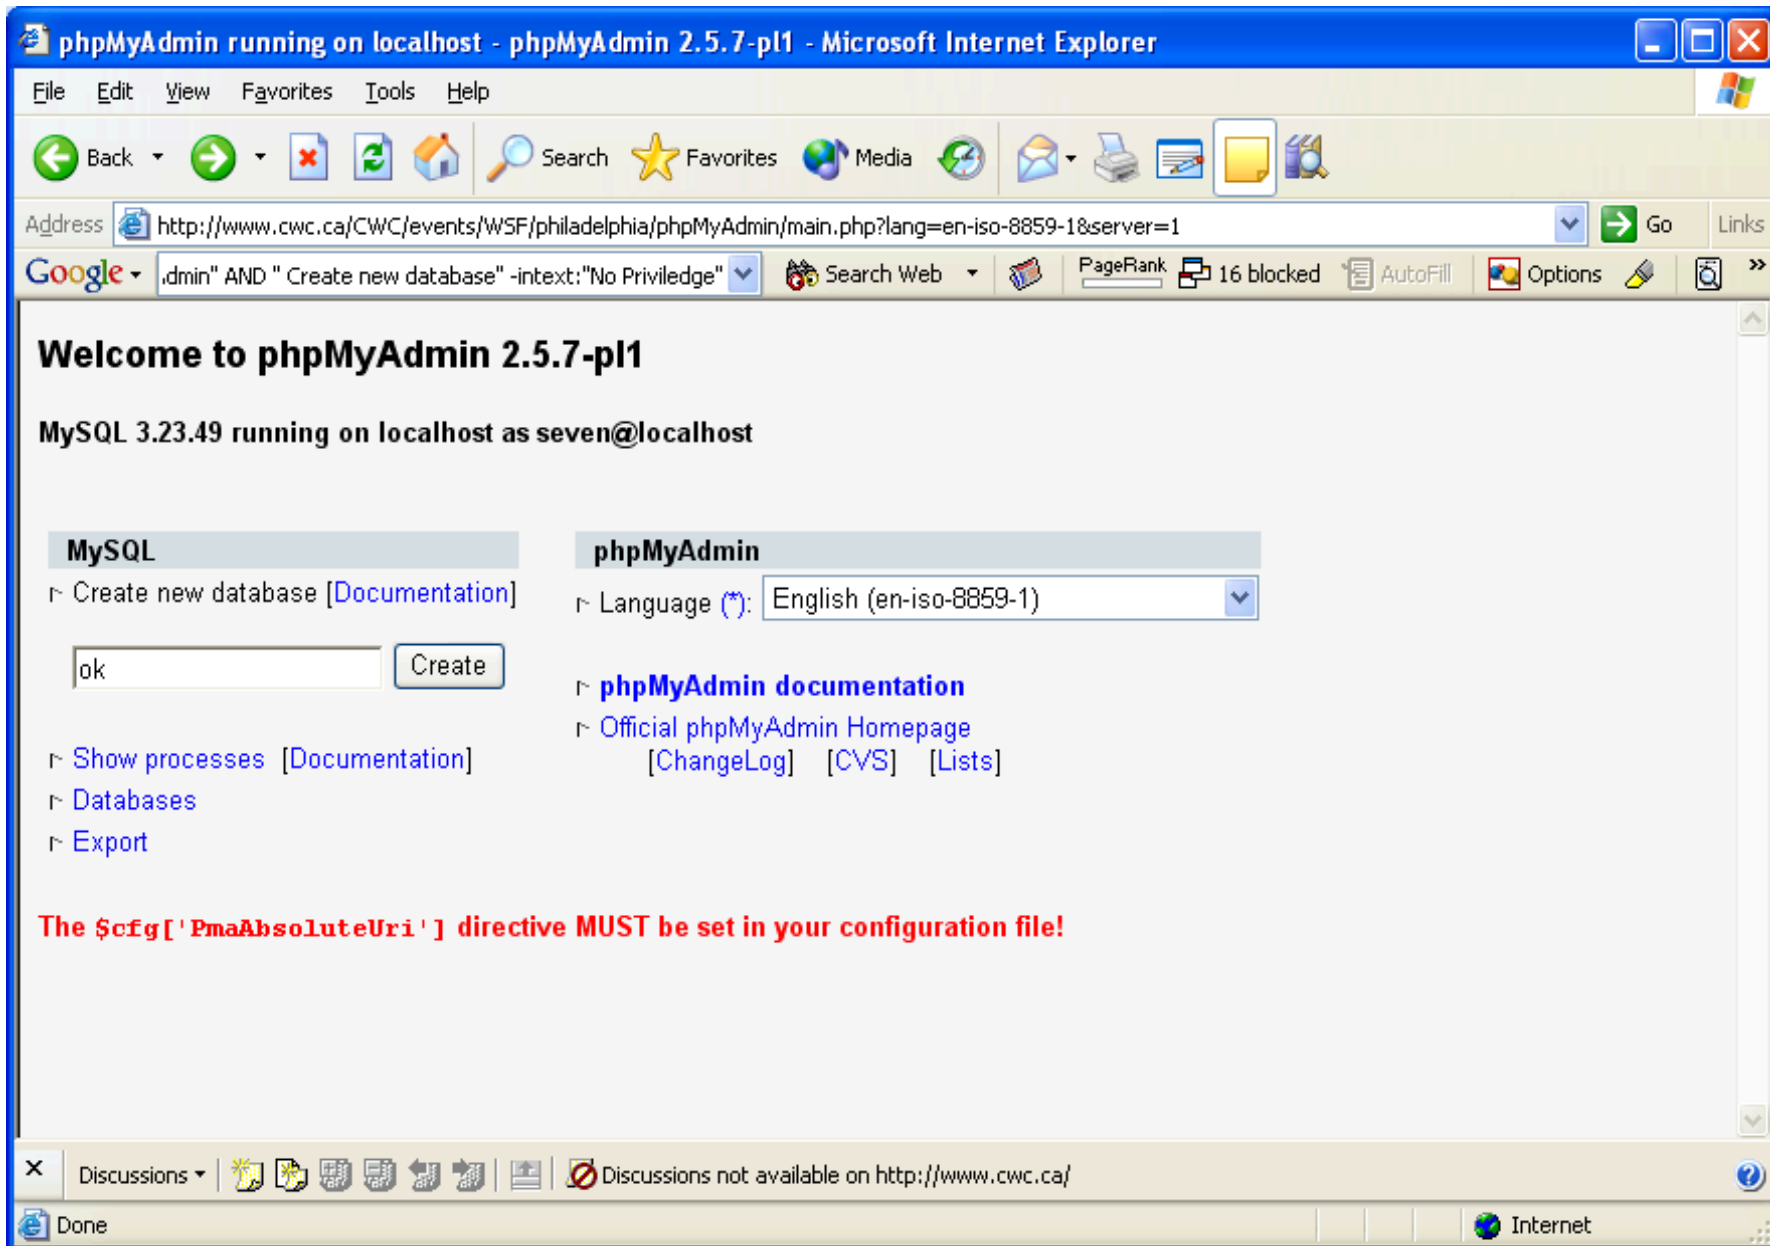 phpMyAdmin running on localhost - phpMyAdmin 2.5.7-pl1 - Microsoft Internet Explorer
File Edit View Favorites Tools Help
Back Search Favorites Media
Address http://www.cwc.ca/CWC/events/WSF/philadelphia/phpMyAdmin/main.php?lang=en-iso-8859-1&server=1 Go Links
Google .dmin" AND " Create new database" -intext:"No Priviledge" Search Web PageRank 16 blocked AutoFill Options »
Welcome to phpMyAdmin 2.5.7-pl1
MySQL 3.23.49 running on localhost as seven@localhost
MySQL
Create new database [Documentation]
ok Create
Show processes [Documentation]
Databases
Export
phpMyAdmin
Language (*): English (en-iso-8859-1)
phpMyAdmin documentation
Official phpMyAdmin Homepage
[ChangeLog] [CVS] [Lists]
The $cfg['PmaAbsoluteUri'] directive MUST be set in your configuration file!
Discussions Discussions not available on http://www.cwc.ca/
Done Internet